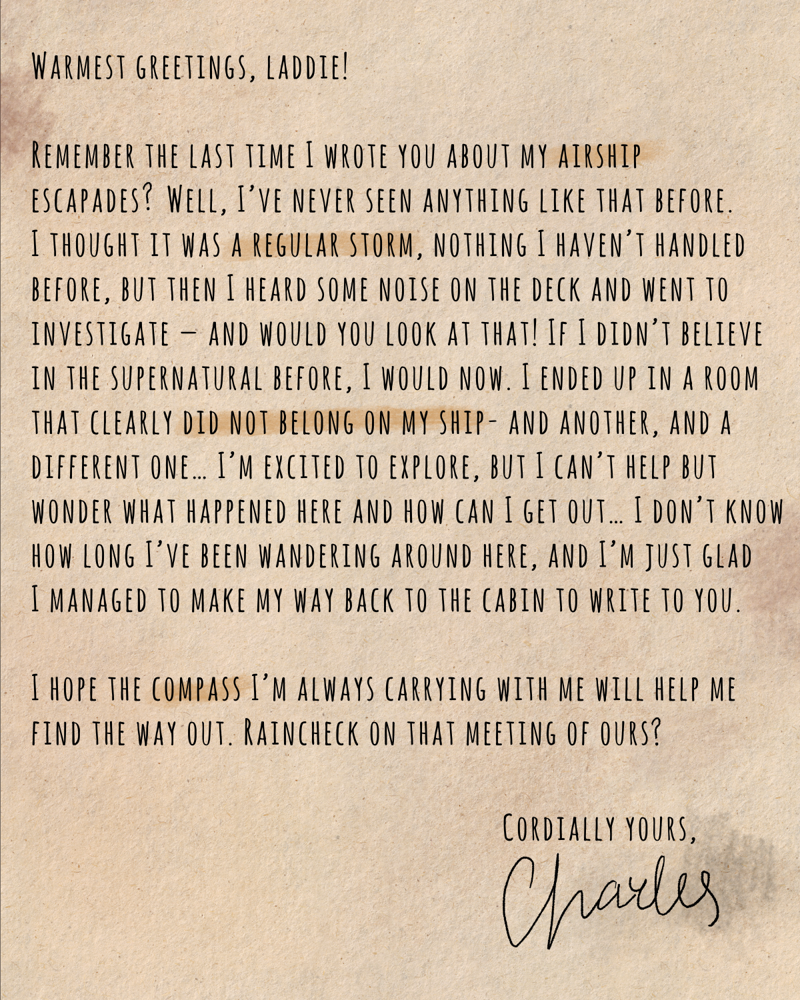 Warmest greetings, laddie!
Remember the last time I wrote you about my airship
escapades? Well, I've never seen anything like that before.
I thought it was a regular storm, nothing I haven't handled
before, but then I heard some noise on the deck and went to
investigate – and would you look at that! If I didn't believe
in the supernatural before, I would now. I ended up in a room
that clearly did not belong on my ship- and another, and a
different one... I'm excited to explore, but I can't help but
wonder what happened here and how can I get out... I don't know
how long I've been wandering around here, and I'm just glad
I managed to make my way back to the cabin to write to you.
I hope the compass I'm always carrying with me will help me
find the way out. Raincheck on that meeting of ours?
Cordially yours,
Charles